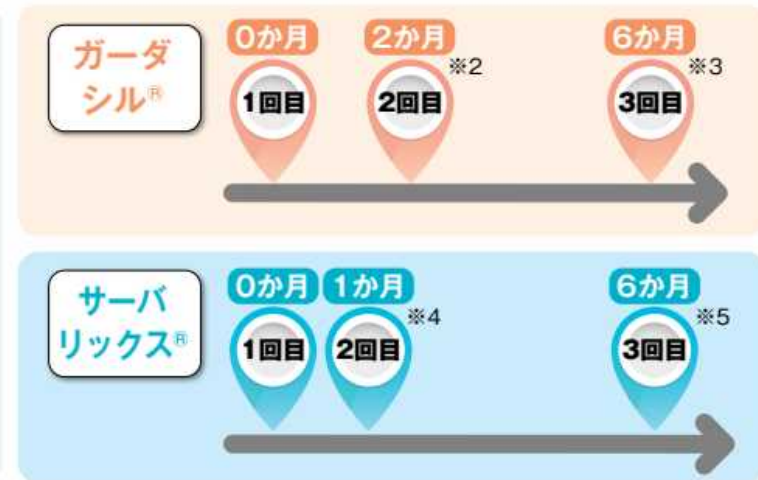 ガーダ
シル®
0か月 2か月 6か月
※2 ※3
1回目 2回目 3回目
サーバ
リックス®
0か月 1か月 6か月
※4 ※5
1回目 2回目 3回目